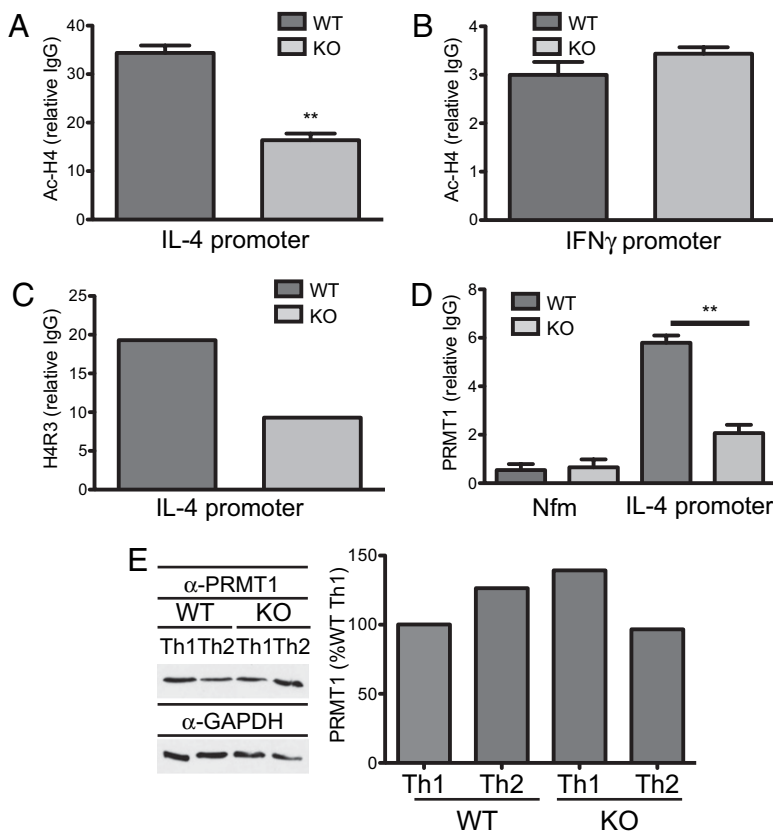 A
Ac-H4 (relative IgG)
40
30
20
10
0
WT
KO
**
IL-4 promoter
B
Ac-H4 (relative IgG)
4
3
2
1
0
WT
KO
IFNγ promoter
C
H4R3 (relative IgG)
25
20
15
10
5
0
WT
KO
IL-4 promoter
D
PRMT1 (relative IgG)
8
6
4
2
0
WT
KO
**
Nfm IL-4 promoter
E
α-PRMT1
WT KO
Th1 Th2 Th1 Th2
α-GAPDH
PRMT1 (%WT Th1)
150
100
50
0
Th1 Th2 Th1 Th2
WT KO